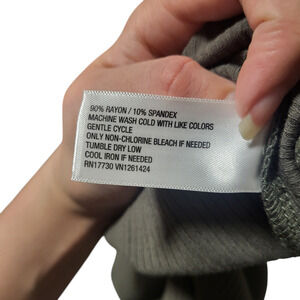 90% RAYON / 10% SPANDEX
MACHINE WASH COLD WITH LIKE COLORS
GENTLE CYCLE
ONLY NON-CHLORINE BLEACH IF NEEDED
TUMBLE DRY LOW
COOL IRON IF NEEDED
RN17730 VN1261424